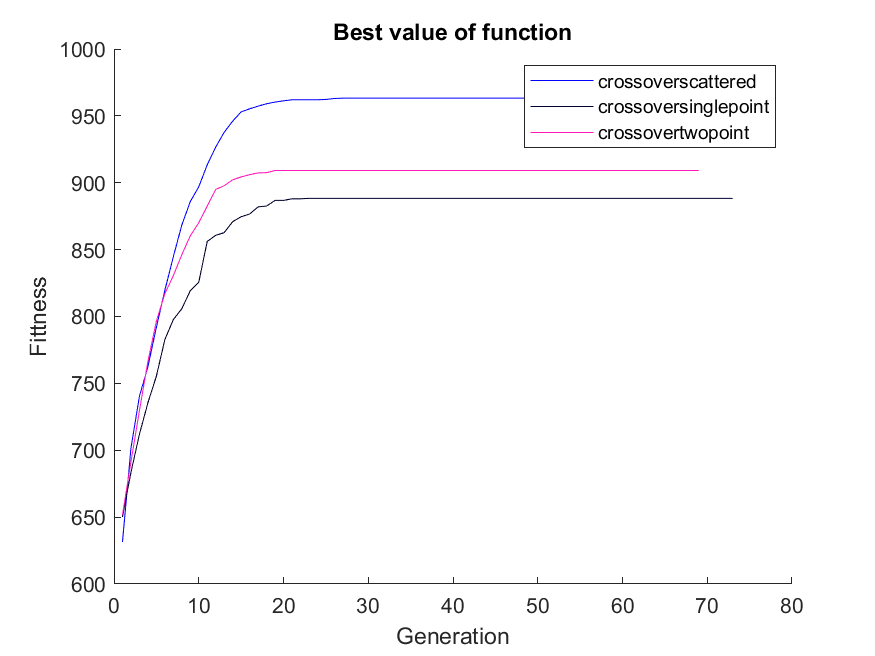 Best value of function
1000
950
900
850
800
750
700
650
600
Fittness
crossoverscattered
crossoversinglepoint
crossovertwopoint
0 10 20 30 40 50 60 70 80
Generation